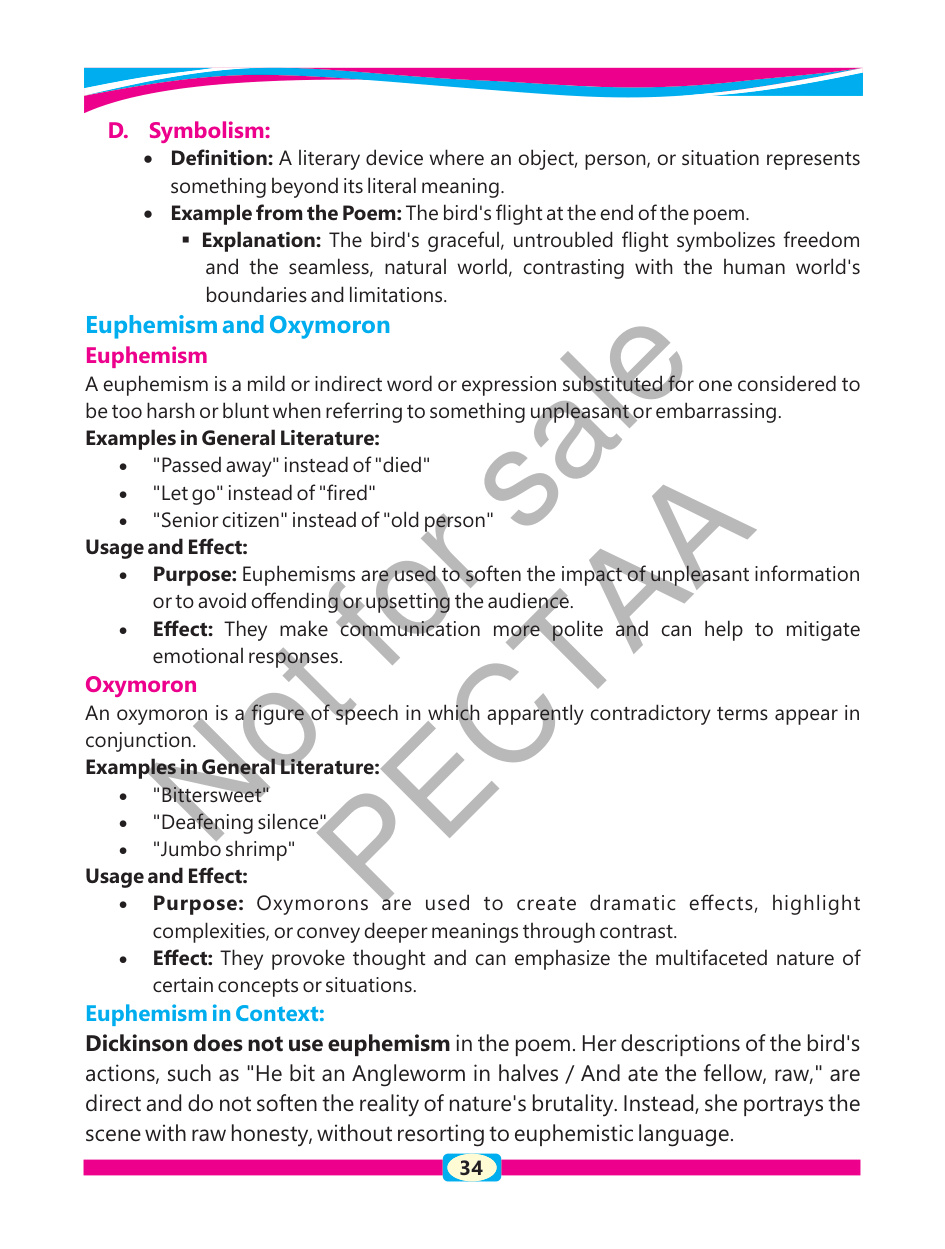 D. Symbolism:
• Definition: A literary device where an object, person, or situation represents
something beyond its literal meaning.
• Example from the Poem: The bird's flight at the end of the poem.
▪ Explanation: The bird's graceful, untroubled flight symbolizes freedom
and the seamless, natural world, contrasting with the human world's
boundaries and limitations.
Euphemism and Oxymoron
Euphemism
A euphemism is a mild or indirect word or expression substituted for one considered to
be too harsh or blunt when referring to something unpleasant or embarrassing.
Examples in General Literature:
• "Passed away" instead of "died"
• "Let go" instead of "fired"
• "Senior citizen" instead of "old person"
Usage and Effect:
• Purpose: Euphemisms are used to soften the impact of unpleasant information
or to avoid offending or upsetting the audience.
• Effect: They make communication more polite and can help to mitigate
emotional responses.
Oxymoron
An oxymoron is a figure of speech in which apparently contradictory terms appear in
conjunction.
Examples in General Literature:
• "Bittersweet"
• "Deafening silence"
• "Jumbo shrimp"
Usage and Effect:
• Purpose: Oxymorons are used to create dramatic effects, highlight
complexities, or convey deeper meanings through contrast.
• Effect: They provoke thought and can emphasize the multifaceted nature of
certain concepts or situations.
Euphemism in Context:
Dickinson does not use euphemism in the poem. Her descriptions of the bird's
actions, such as "He bit an Angleworm in halves / And ate the fellow, raw," are
direct and do not soften the reality of nature's brutality. Instead, she portrays the
scene with raw honesty, without resorting to euphemistic language.
34
Not for sale
PECTAA